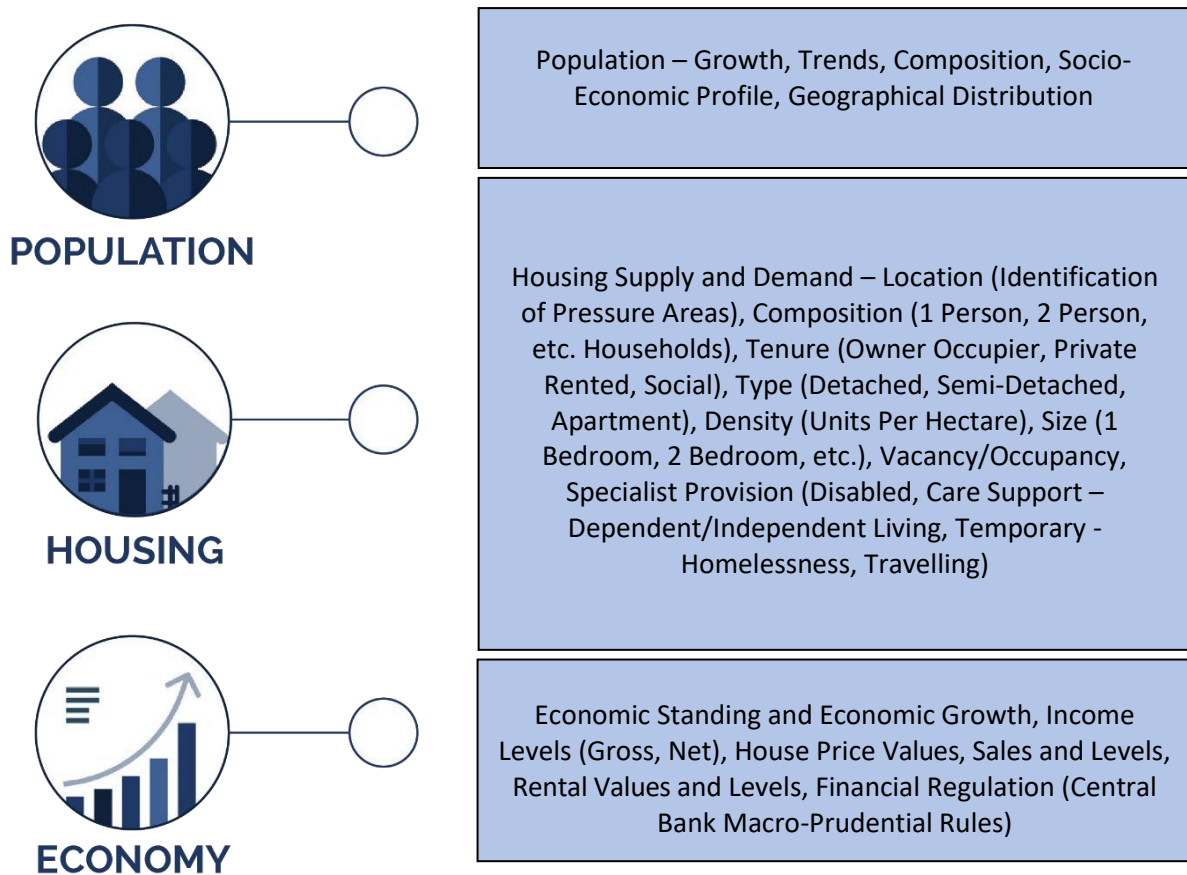 Population – Growth, Trends, Composition, Socio-
Economic Profile, Geographical Distribution
POPULATION
Housing Supply and Demand – Location (Identification
of Pressure Areas), Composition (1 Person, 2 Person,
etc. Households), Tenure (Owner Occupier, Private
Rented, Social), Type (Detached, Semi-Detached,
Apartment), Density (Units Per Hectare), Size (1
Bedroom, 2 Bedroom, etc.), Vacancy/Occupancy,
Specialist Provision (Disabled, Care Support –
Dependent/Independent Living, Temporary -
Homelessness, Travelling)
HOUSING
Economic Standing and Economic Growth, Income
Levels (Gross, Net), House Price Values, Sales and Levels,
Rental Values and Levels, Financial Regulation (Central
Bank Macro-Prudential Rules)
ECONOMY